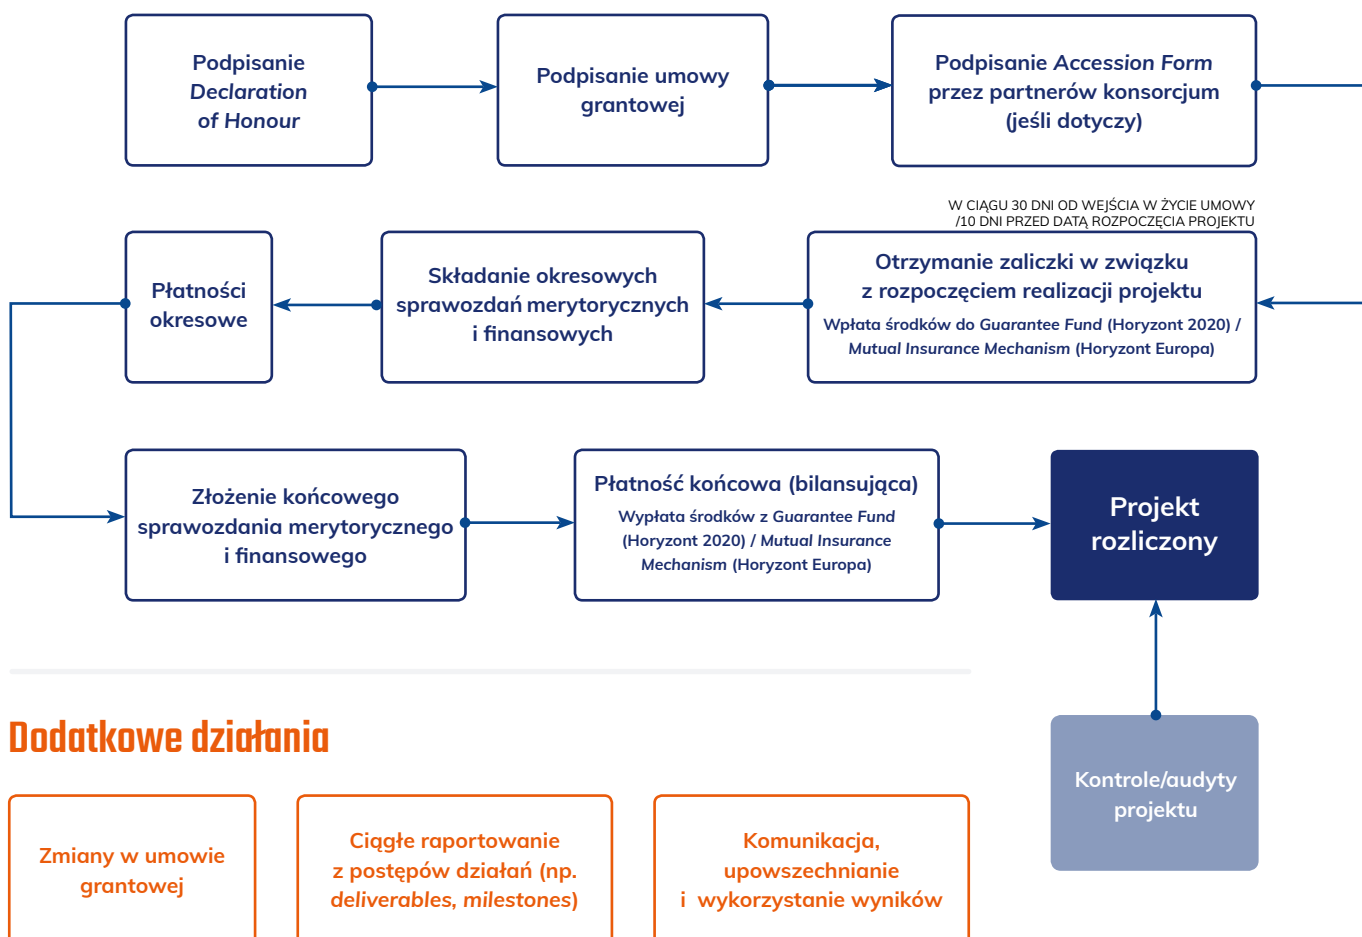 Podpisanie
Declaration
of Honour
Podpisanie umowy
grantowej
Podpisanie Accession Form
przez partnerów konsorcjum
(jeśli dotyczy)
W CIĄGU 30 DNI OD WEJŚCIA W ŻYCIE UMOWY
/10 DNI PRZED DATĄ ROZPOCZĘCIA PROJEKTU
Otrzymanie zaliczki w związku
z rozpoczęciem realizacji projektu
Wpłata środków do Guarantee Fund (Horyzont 2020) /
Mutual Insurance Mechanism (Horyzont Europa)
Składanie okresowych
sprawozdań merytorycznych
i finansowych
Płatności
okresowe
Złożenie końcowego
sprawozdania merytorycznego
i finansowego
Płatność końcowa (bilansująca)
Wypłata środków z Guarantee Fund
(Horyzont 2020) / Mutual Insurance
Mechanism (Horyzont Europa)
Projekt
rozliczony
Kontrole/audyty
projektu
Dodatkowe działania
Zmiany w umowie
grantowej
Ciągłe raportowanie
z postępów działań (np.
deliverables, milestones)
Komunikacja,
upowszechnianie
i wykorzystanie wyników